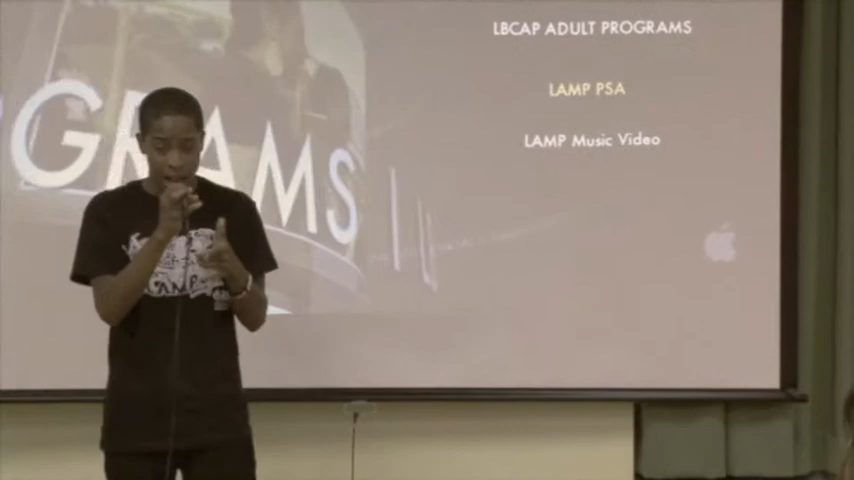 LBCAP ADULT PROGRAMS
LAMP PSA
LAMP Music Video
GRAMS